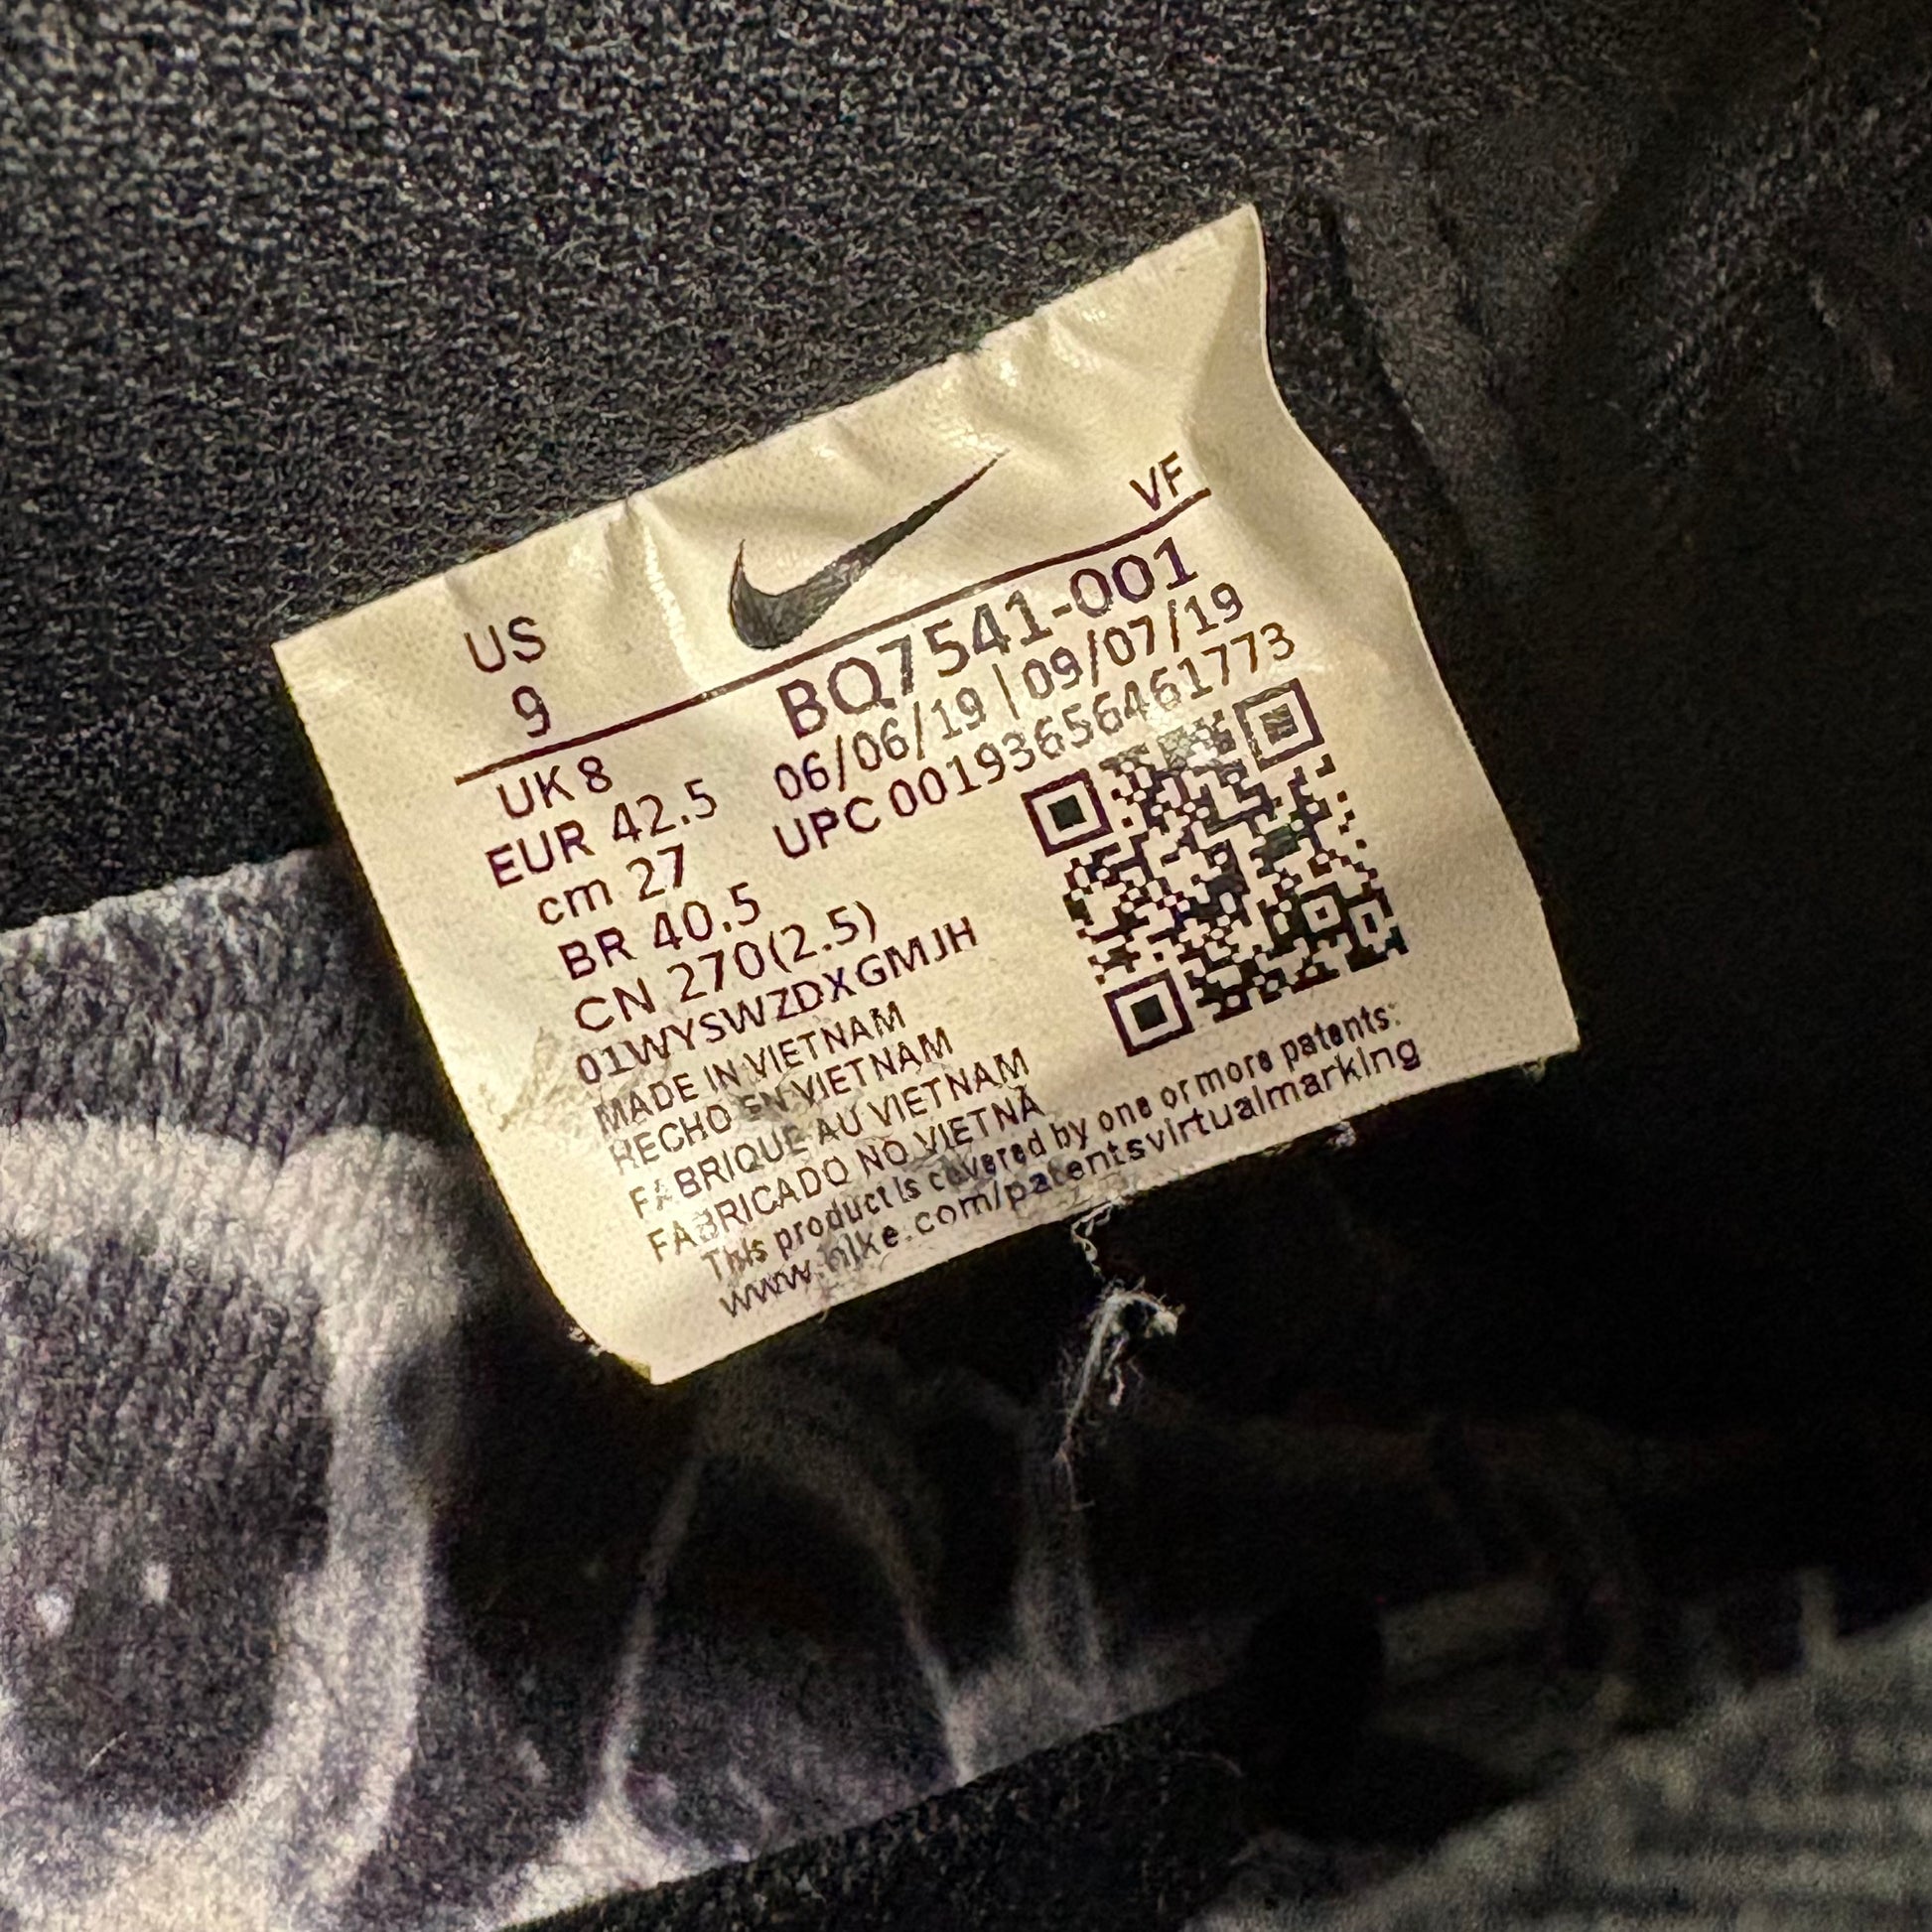 US
9
VF
BQ7541-001
06/06/19 | 09/07/19
UPC 00193656461773
UK 8
EUR 42.5
cm 27
BR 40.5
CN 270(2.5)
01WYSWZDXGMJH
MADE IN VIETNAM
HECHO EN VIETNAM
FABRIQUE AU VIETNAM
FABRICADO NO VIETNÃ
This product is covered by one or more patents:
www.nike.com/patentsvirtualmarking